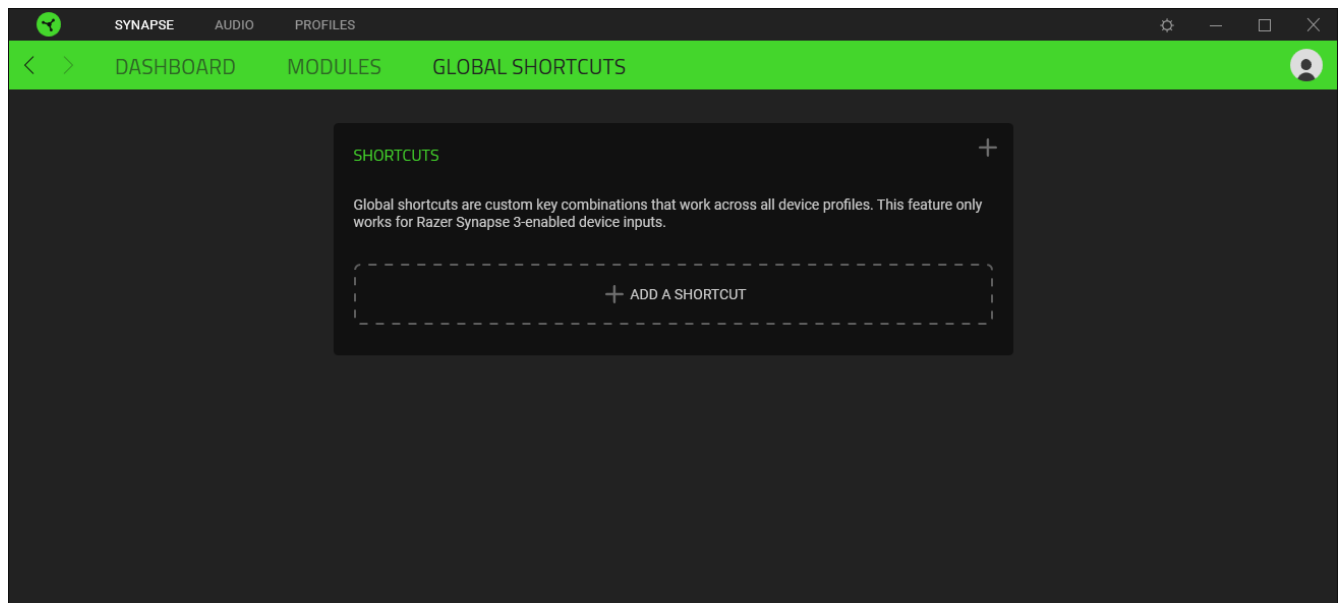 SYNAPSE AUDIO PROFILES
DASHBOARD MODULES GLOBAL SHORTCUTS
SHORTCUTS
Global shortcuts are custom key combinations that work across all device profiles. This feature only
works for Razer Synapse 3-enabled device inputs.
ADD A SHORTCUT